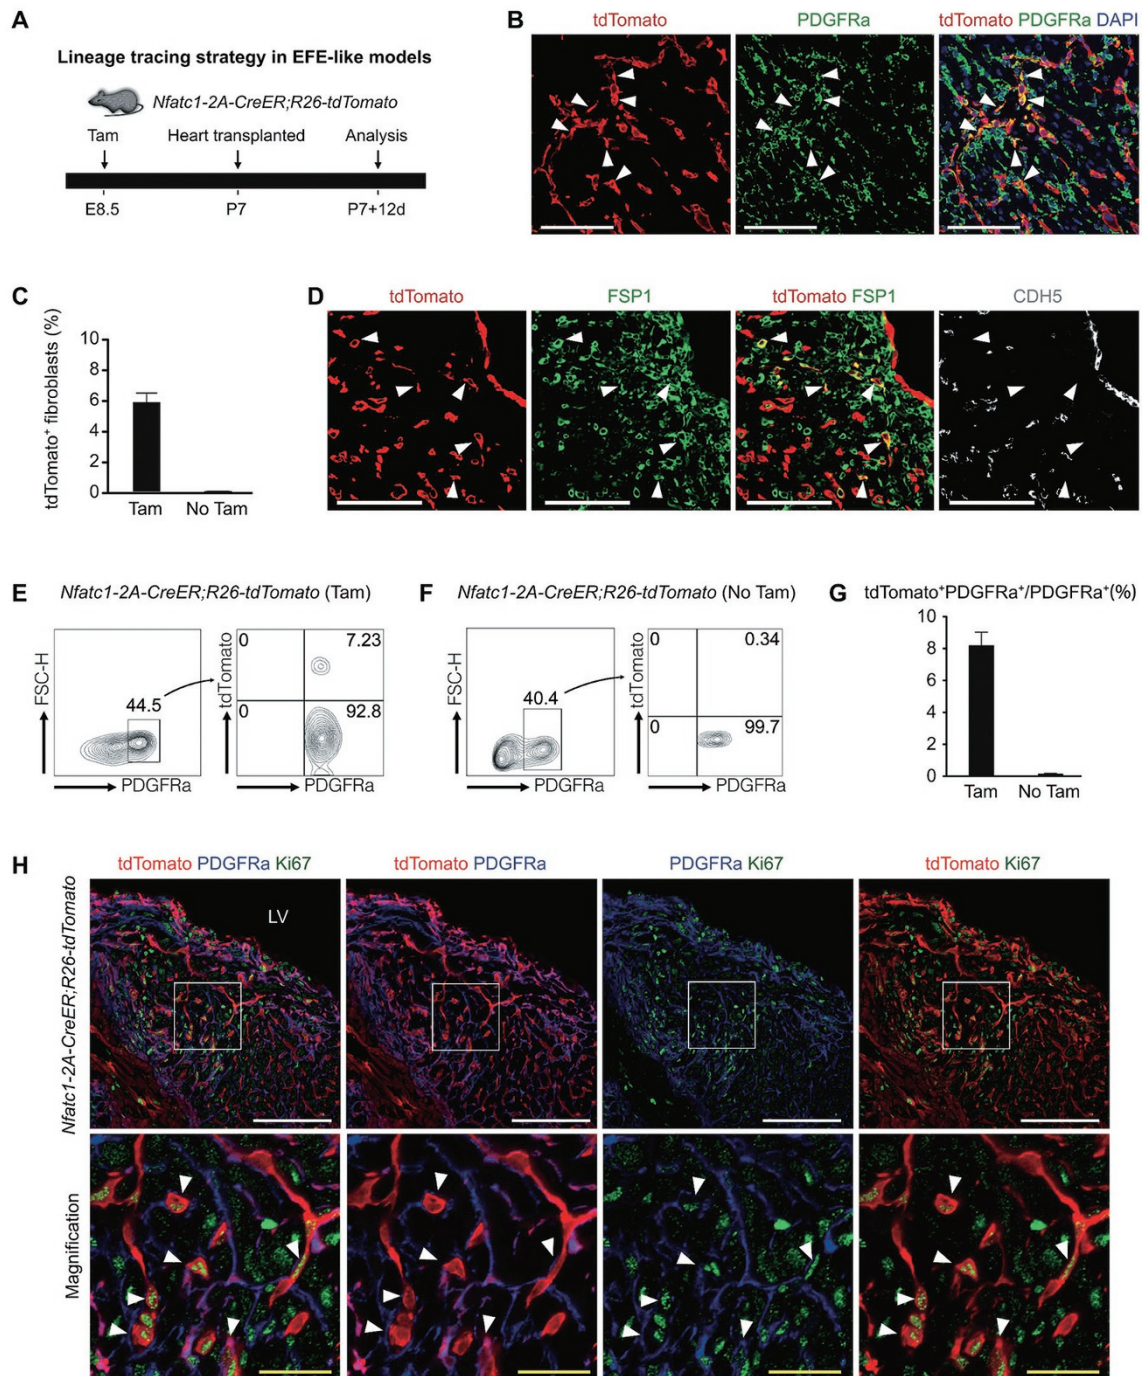 A
Lineage tracing strategy in EFE-like models
Nfatc1-2A-CreER;R26-tdTomato
Tam Heart transplanted Analysis
E8.5 P7 P7+12d
B
tdTomato PDGFRa tdTomato PDGFRa DAPI
C
tdTomato+ fibroblasts (%)
10
8
6
4
2
0
Tam No Tam
D
tdTomato FSP1 tdTomato FSP1 CDH5
E
Nfatc1-2A-CreER;R26-tdTomato (Tam)
FSC-H
44.5
PDGFRa
tdTomato
0 7.23
0 92.8
PDGFRa
F
Nfatc1-2A-CreER;R26-tdTomato (No Tam)
FSC-H
40.4
PDGFRa
tdTomato
0 0.34
0 99.7
PDGFRa
G
tdTomato+PDGFRa+/PDGFRa+(%)
10
8
6
4
2
0
Tam No Tam
H
tdTomato PDGFRa Ki67 tdTomato PDGFRa PDGFRa Ki67 tdTomato Ki67
Nfatc1-2A-CreER;R26-tdTomato
LV
Magnification